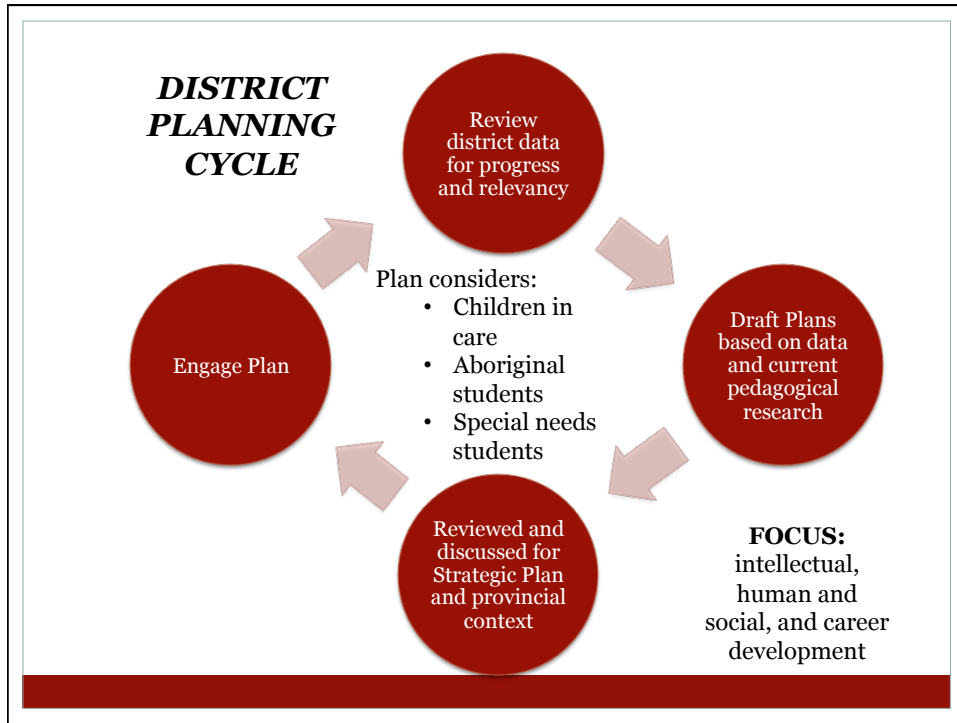 DISTRICT
PLANNING
CYCLE
Review
district data
for progress
and relevancy
Plan considers:
• Children in
care
• Aboriginal
students
• Special needs
students
Engage Plan
Draft Plans
based on data
and current
pedagogical
research
Reviewed and
discussed for
Strategic Plan
and provincial
context
FOCUS:
intellectual,
human and
social, and career
development